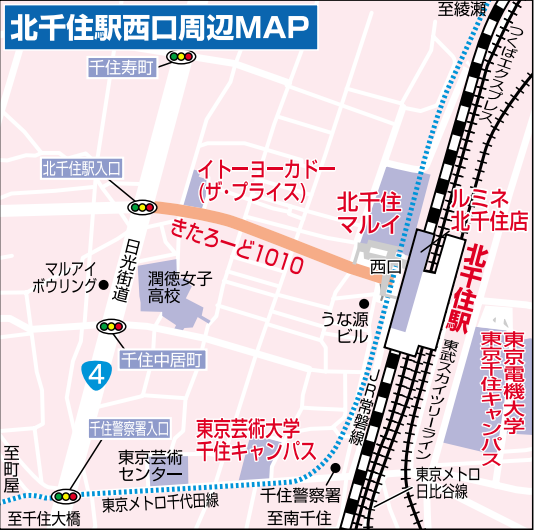 北千住駅西口周辺MAP
至綾瀬
千住寿町
つくばエクスプレス
北千住駅入口
イトーヨーカドー
(ザ・プライス)
北千住
マルイ
ルミネ
北千住店
きたろーど1010
日光街道
西口
北千住駅
マルアイ
ボウリング
潤徳女子
高校
うな源
ビル
千住中居町
4
JR常磐線
東武スカイツリーライン
東京電機大学
東京千住キャンパス
千住警察署入口
東京芸術大学
千住キャンパス
至町屋
東京芸術
センター
千住警察署
東京メトロ
日比谷線
東京メトロ千代田線
至千住大橋
至南千住